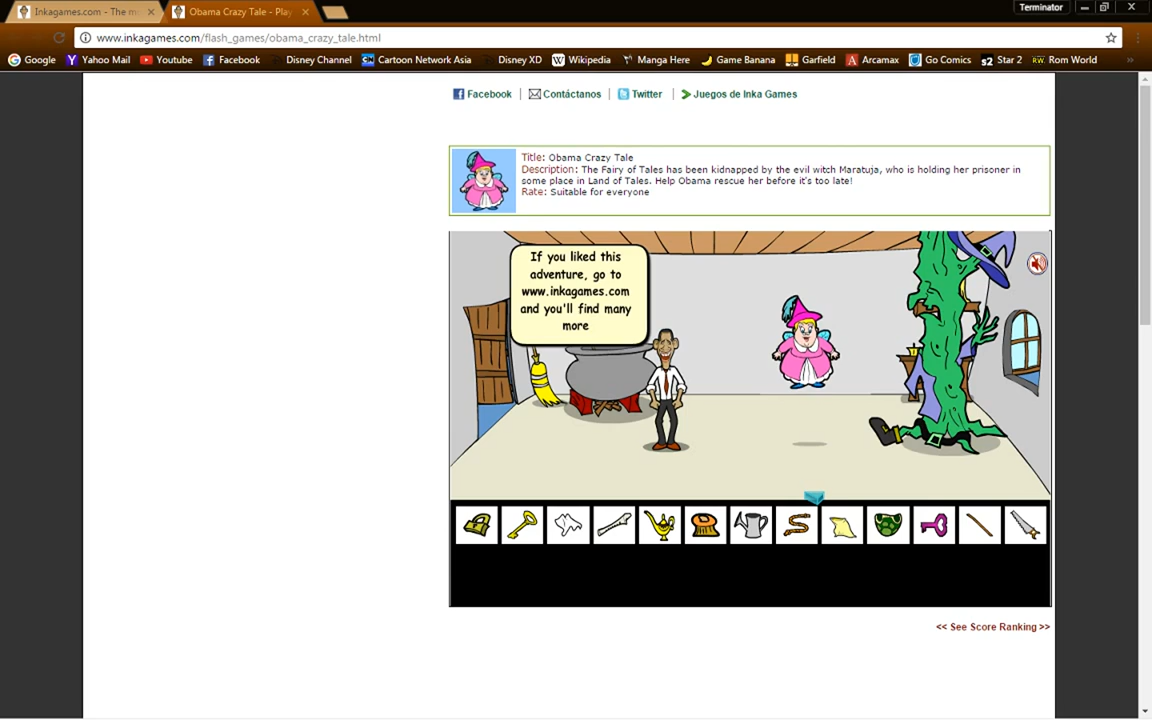 Inkagames.com - The m
Obama Crazy Tale - Play
Terminator
www.inkagames.com/flash_games/obama_crazy_tale.html
Google Yahoo Mail Youtube Facebook Disney Channel Cartoon Network Asia Disney XD Wikipedia Manga Here Game Banana Garfield Arcamax Go Comics Star 2 Rom World
Facebook | Contáctanos | Twitter | Juegos de Inka Games
Title: Obama Crazy Tale
Description: The Fairy of Tales has been kidnapped by the evil witch Maratuja, who is holding her prisoner in
some place in Land of Tales. Help Obama rescue her before it's too late!
Rate: Suitable for everyone
If you liked this
adventure, go to
www.inkagames.com
and you'll find many
more
<< See Score Ranking >>